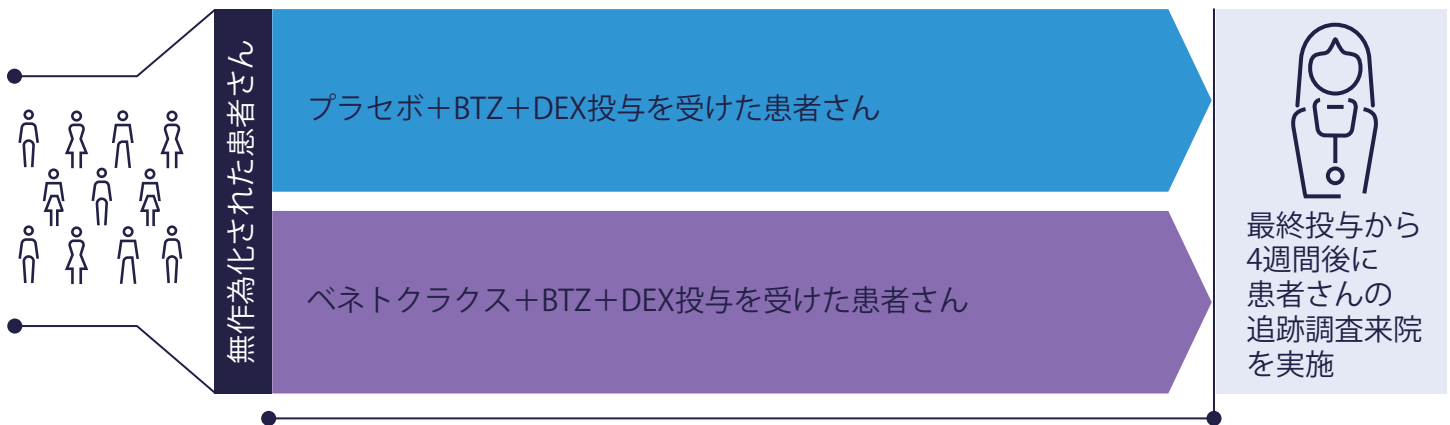 無作為化された患者さん
プラセボ＋BTZ＋DEX投与を受けた患者さん
ベネトクラクス＋BTZ＋DEX投与を受けた患者さん
最終投与から
4週間後に
患者さんの
追跡調査来院
を実施